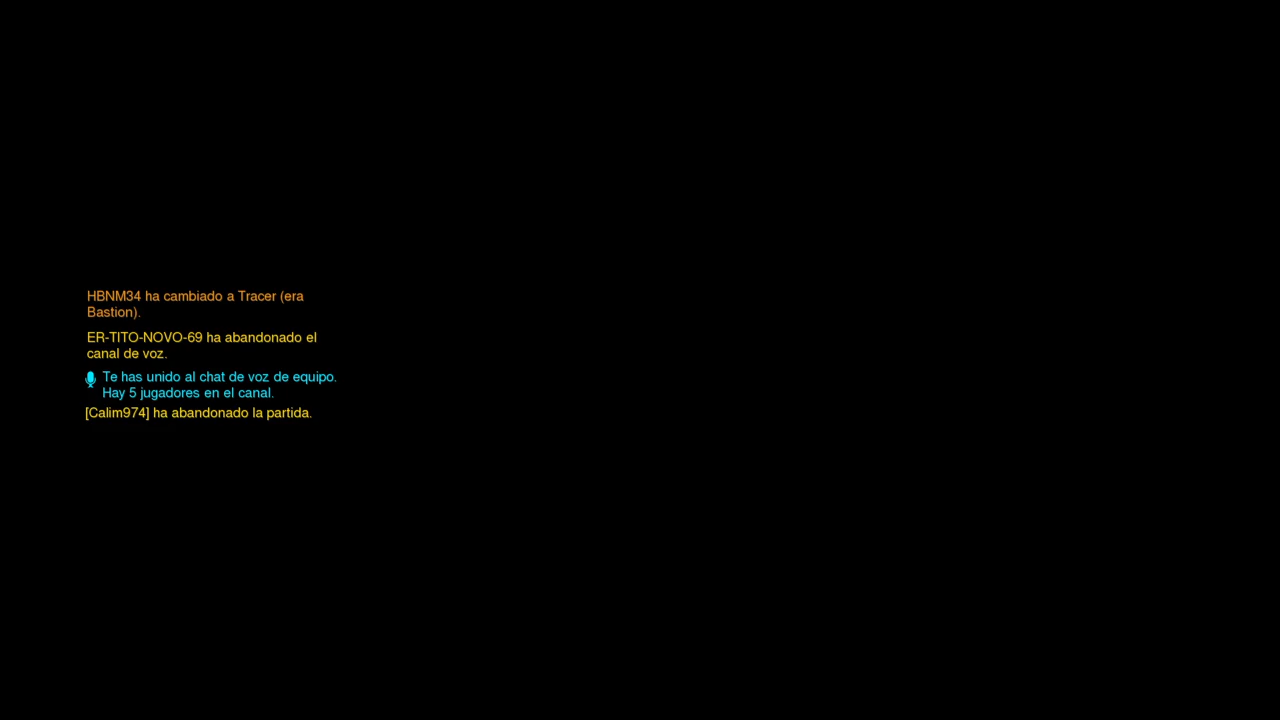 HBNM34 ha cambiado a Tracer (era
Bastion).
ER-TITO-NOVO-69 ha abandonado el
canal de voz.
Te has unido al chat de voz de equipo.
Hay 5 jugadores en el canal.
[Calim974] ha abandonado la partida.